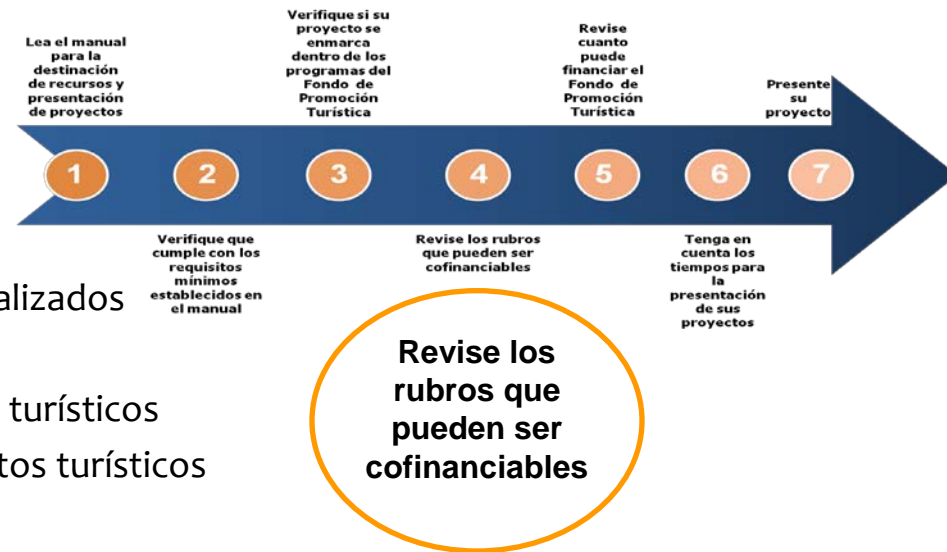 Lea el manual
para la
destinación
de recursos y
presentación
de proyectos
Verifique si su
proyecto se
enmarca
dentro de los
programas del
Fondo de
Promoción
Turística
Revise
cuanto
puede
financiar el
Fondo de
Promoción
Turística
Presente
su
proyecto
1
2
3
4
5
6
7
Verifique que
cumple con los
requisitos
mínimos
establecidos en
el manual
Revise los rubros
que pueden ser
cofinanciables
Tenga en
cuenta los
tiempos para
la
presentación
de sus
proyectos
alizados
turísticos
tos turísticos
Revise los
rubros que
pueden ser
cofinanciables